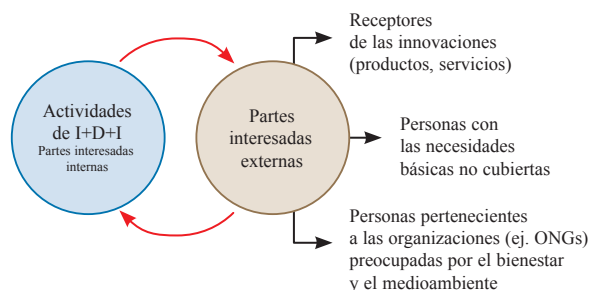 Actividades
de I+D+I
Partes interesadas
internas
Partes
interesadas
externas
Receptores
de las innovaciones
(productos, servicios)
Personas con
las necesidades
básicas no cubiertas
Personas pertenecientes
a las organizaciones (ej. ONGs)
preocupadas por el bienestar
y el medioambiente